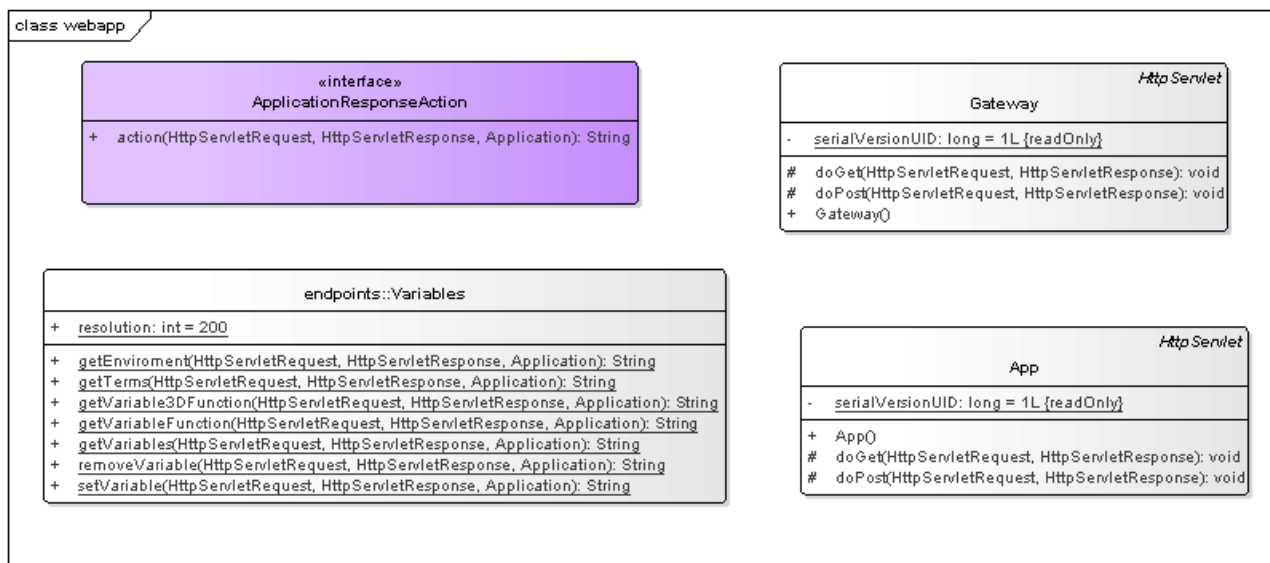 class webapp
«interface»
ApplicationResponseAction
+ action(HttpServletRequest, HttpServletResponse, Application): String
HttpServlet
Gateway
- serialVersionUID: long = 1L {readOnly}
# doGet(HttpServletRequest, HttpServletResponse): void
# doPost(HttpServletRequest, HttpServletResponse): void
+ Gateway()
endpoints::Variables
+ resolution: int = 200
+ getEnviroment(HttpServletRequest, HttpServletResponse, Application): String
+ getTerms(HttpServletRequest, HttpServletResponse, Application): String
+ getVariable3DFunction(HttpServletRequest, HttpServletResponse, Application): String
+ getVariableFunction(HttpServletRequest, HttpServletResponse, Application): String
+ getVariables(HttpServletRequest, HttpServletResponse, Application): String
+ removeVariable(HttpServletRequest, HttpServletResponse, Application): String
+ setVariable(HttpServletRequest, HttpServletResponse, Application): String
HttpServlet
App
- serialVersionUID: long = 1L {readOnly}
+ App()
# doGet(HttpServletRequest, HttpServletResponse): void
# doPost(HttpServletRequest, HttpServletResponse): void